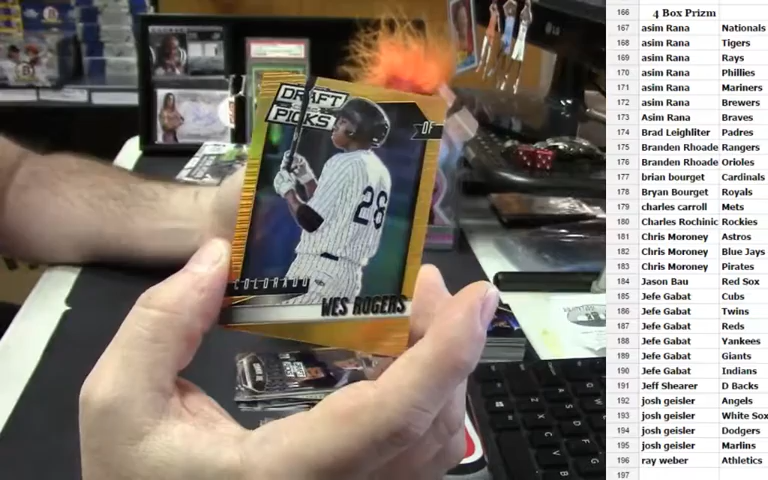 DRAFT
PICKS
OF
28
COLORADO
WES ROGERS
166 4 Box Prizm
167 asim Rana Nationals
168 asim Rana Tigers
169 asim Rana Rays
170 asim Rana Phillies
171 asim Rana Mariners
172 asim Rana Brewers
173 Asim Rana Braves
174 Brad Leighliter Padres
175 Branden Rhoade Rangers
176 Branden Rhoade Orioles
177 brian bourget Cardinals
178 Bryan Bourget Royals
179 charles carroll Mets
180 Charles Rochinic Rockies
181 Chris Moroney Astros
182 Chris Moroney Blue Jays
183 Chris Moroney Pirates
184 Jason Bau Red Sox
185 Jefe Gabat Cubs
186 Jefe Gabat Twins
187 Jefe Gabat Reds
188 Jefe Gabat Yankees
189 Jefe Gabat Giants
190 Jefe Gabat Indians
191 Jeff Shearer D Backs
192 josh geisler Angels
193 josh geisler White Sox
194 josh geisler Dodgers
195 josh geisler Marlins
196 ray weber Athletics
197